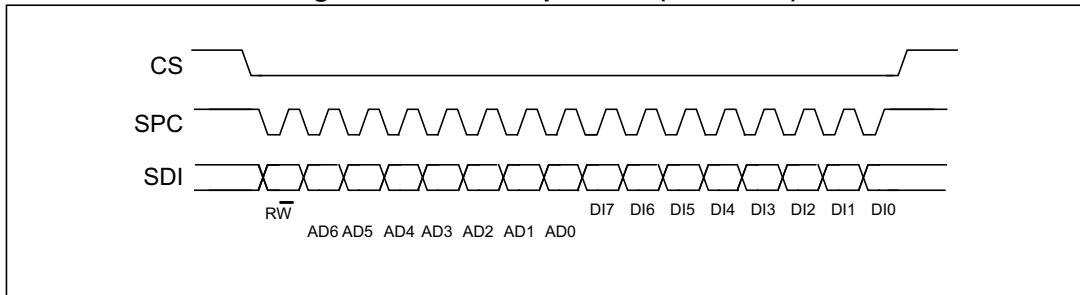 CS
SPC
SDI
RW̅
DI7 DI6 DI5 DI4 DI3 DI2 DI1 DI0
AD6 AD5 AD4 AD3 AD2 AD1 AD0